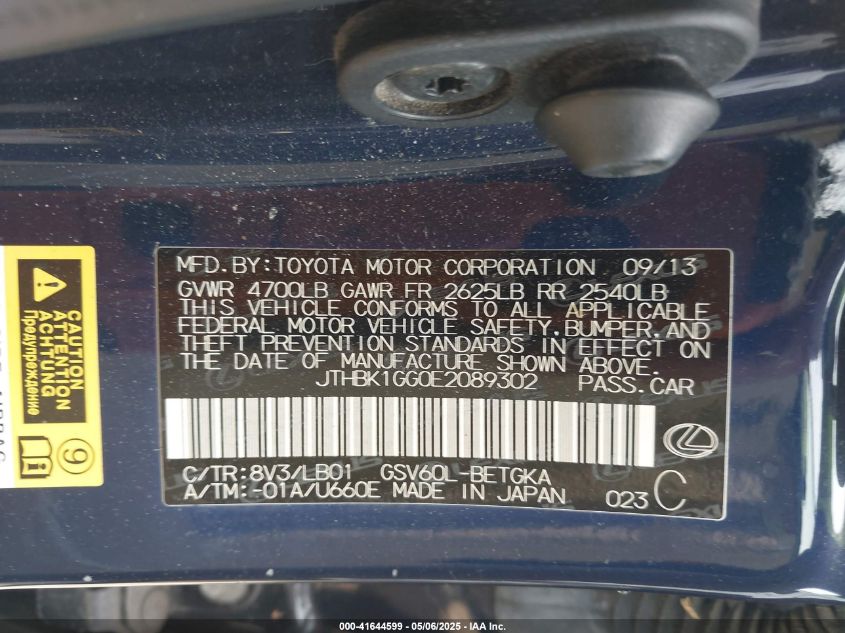 MFD.BY:TOYOTA MOTOR CORPORATION 09/13
GVWR 4700LB GAWR FR 2625LB RR 2540LB
THIS VEHICLE CONFORMS TO ALL APPLICABLE
FEDERAL MOTOR VEHICLE SAFETY,BUMPER,AND
THEFT PREVENTION STANDARDS IN EFFECT ON
THE DATE OF MANUFACTURE SHOWN ABOVE.
JTHBK1GG0E2089302 PASS.CAR
C/TR:8V3/LB01 GSV60L-BETGKA
A/TM:-01A/U660E MADE IN JAPAN 023 C
CAUTION
ATTENTION
ACHTUNG
Предупреждение
9
000-41644599 - 05/06/2025 - IAA Inc.